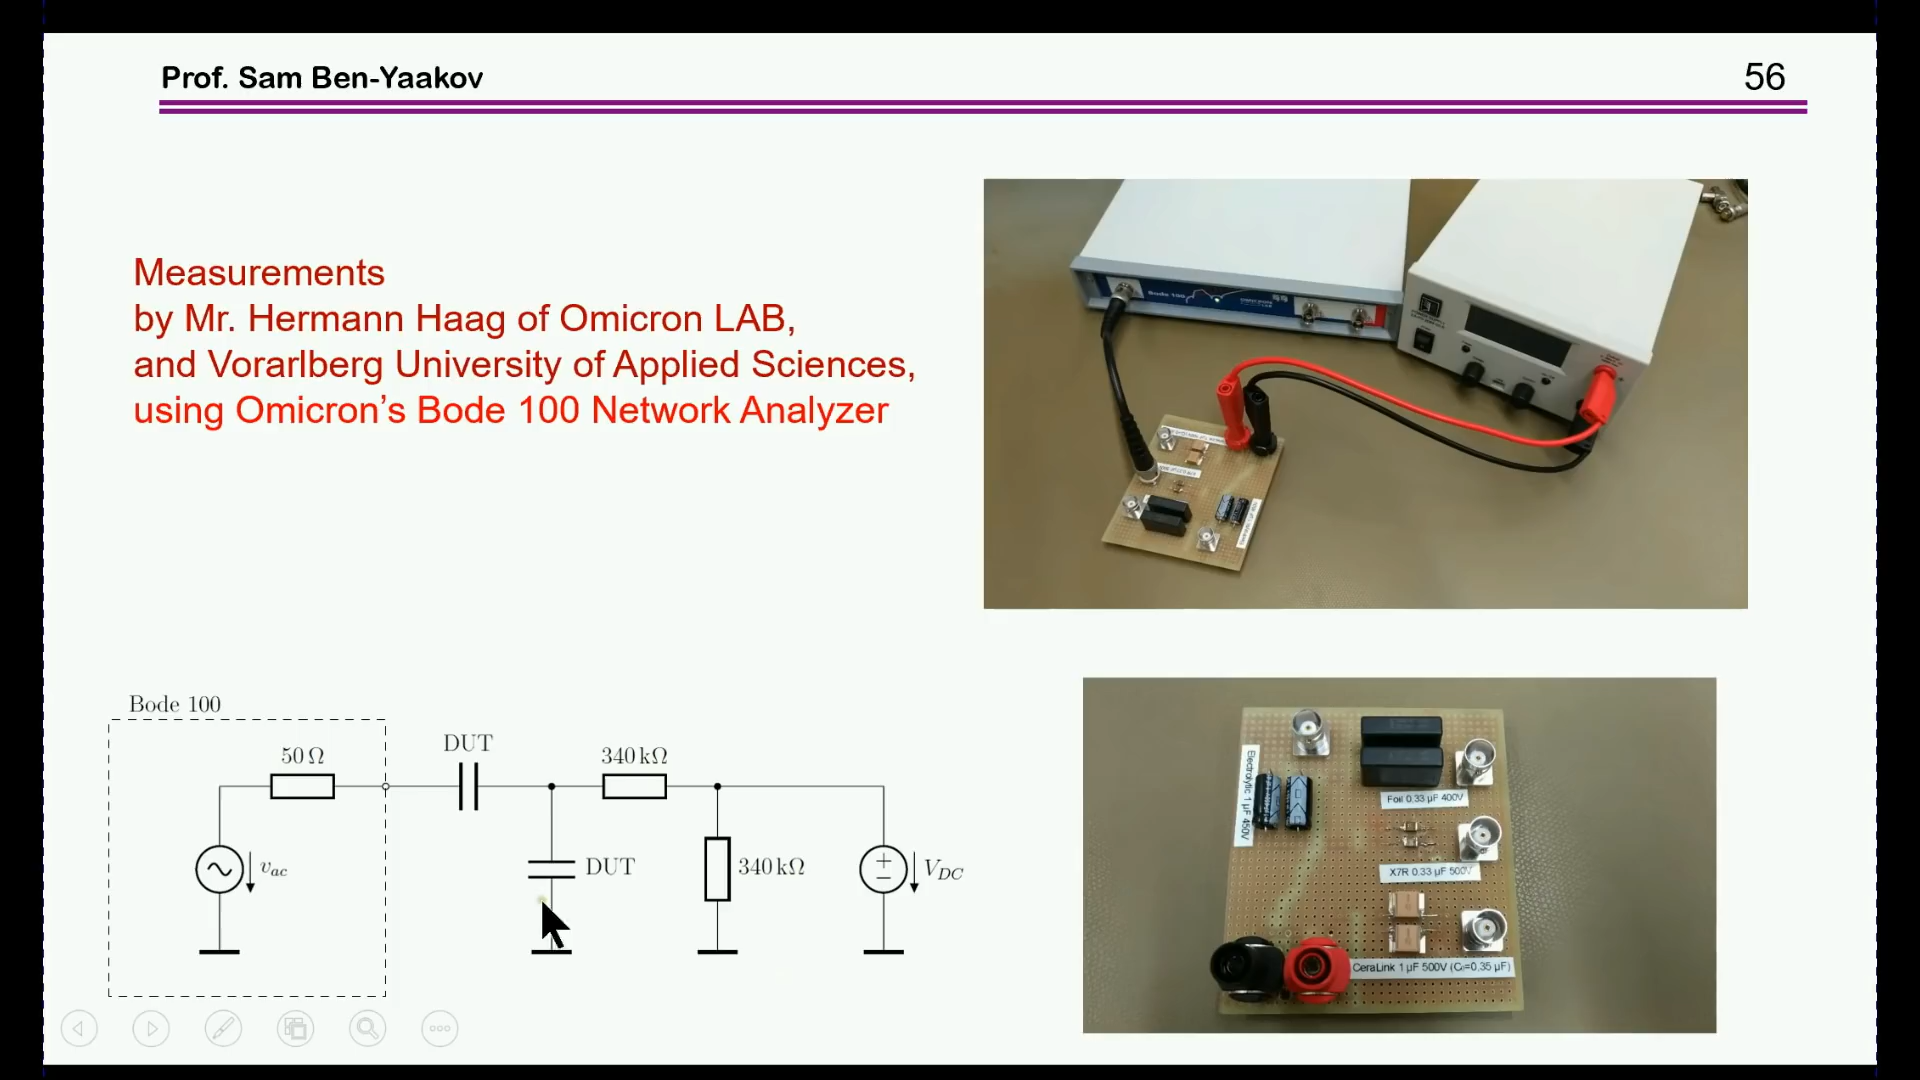 Prof. Sam Ben-Yaakov
56
Measurements
by Mr. Hermann Haag of Omicron LAB,
and Vorarlberg University of Applied Sciences,
using Omicron’s Bode 100 Network Analyzer
Bode 100
Bode 100
50 Ω
DUT
340 kΩ
v_ac
DUT
340 kΩ
V_DC
Electrolytic 1 µF 450V
Foil 0.33 µF 400V
X7R 0.33 µF 500V
CeraLink 1 µF 500V (C₀=0,35 µF)